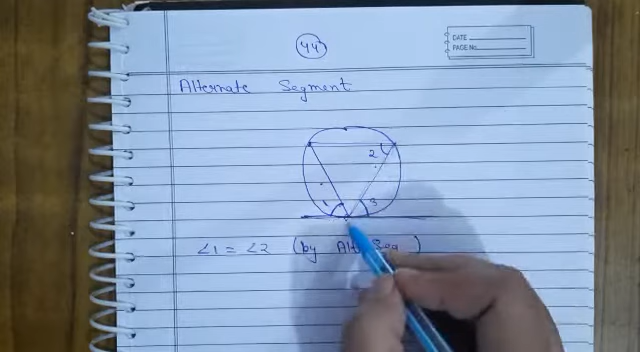 44
DATE
PAGE No.
Alternate Segment
2
1 3
∠1 = ∠2 (by Alt Seg )